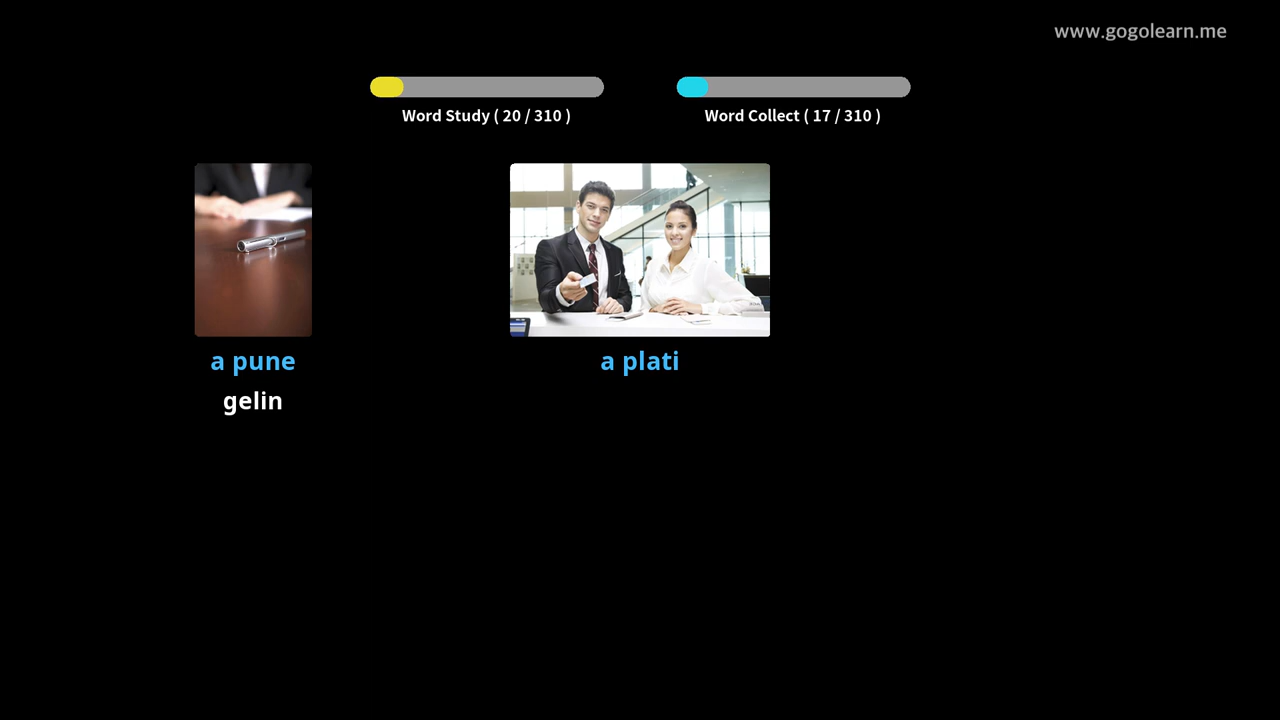 www.gogolearn.me
Word Study ( 20 / 310 )
Word Collect ( 17 / 310 )
a pune
gelin
a plati